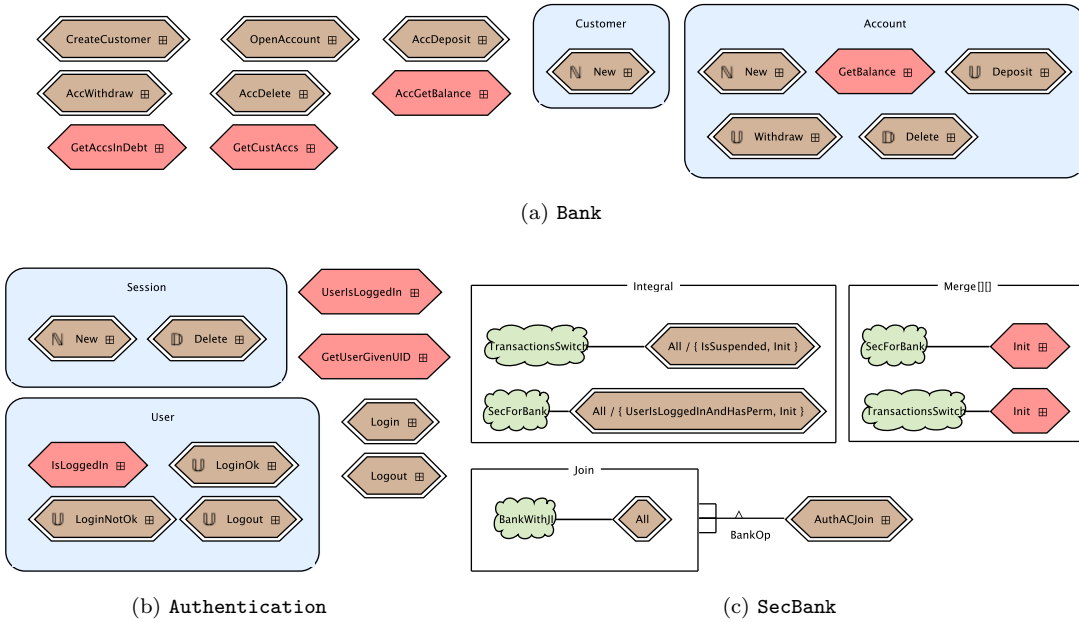 CreateCustomer
OpenAccount
AccDeposit
AccWithdraw
AccDelete
AccGetBalance
GetAccsInDebt
GetCustAccs
Customer
ℕ New
Account
ℕ New
GetBalance
𝕌 Deposit
𝕌 Withdraw
𝔻 Delete
(a) Bank
Session
ℕ New
𝔻 Delete
UserIsLoggedIn
GetUserGivenUID
User
IsLoggedIn
𝕌 LoginOk
𝕌 LoginNotOk
𝕌 Logout
Login
Logout
(b) Authentication
Integral
TransactionsSwitch
All / { IsSuspended, Init }
SecForBank
All / { UserIsLoggedInAndHasPerm, Init }
Merge[][]
SecForBank
Init
TransactionsSwitch
Init
Join
BankWithJI
All
BankOp
AuthACJoin
(c) SecBank